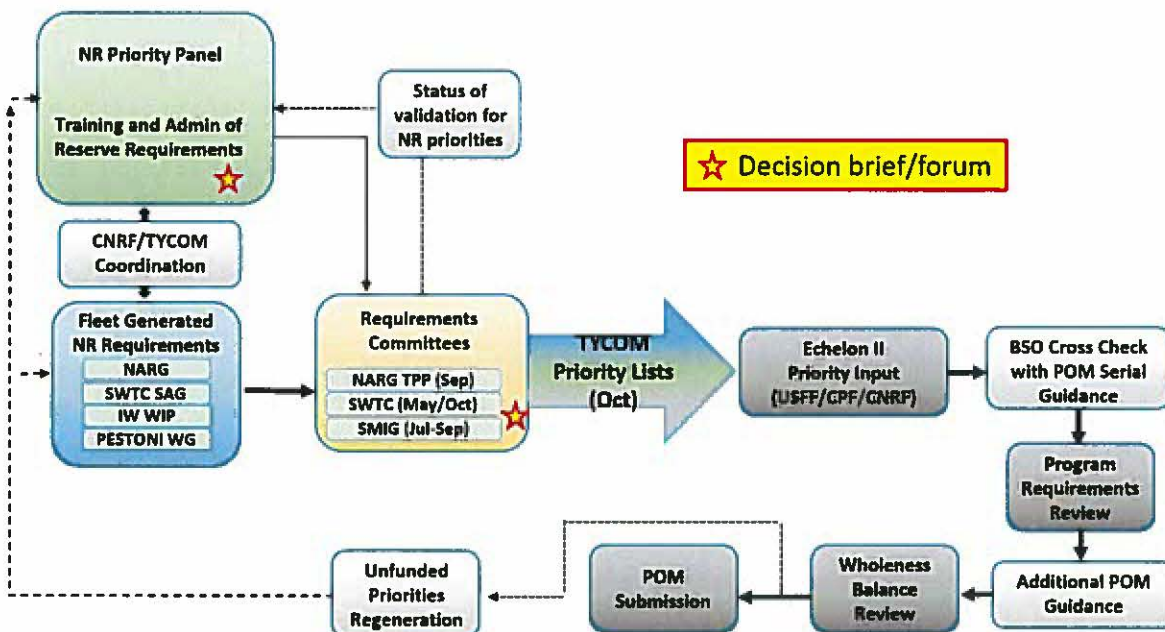 NR Priority Panel
Training and Admin of
Reserve Requirements
Status of
validation for
NR priorities
Decision brief/forum
CNRF/TYCOM
Coordination
Fleet Generated
NR Requirements
NARG
SWTC SAG
IW WIP
PESTONI WG
Requirements
Committees
NARG TPP (Sep)
SWTC (May/Oct)
SMIG (Jul-Sep)
TYCOM
Priority Lists
(Oct)
Echelon II
Priority Input
(USFF/CPF/CNRF)
BSO Cross Check
with POM Serial
Guidance
Program
Requirements
Review
Additional POM
Guidance
Wholeness
Balance
Review
POM
Submission
Unfunded
Priorities
Regeneration